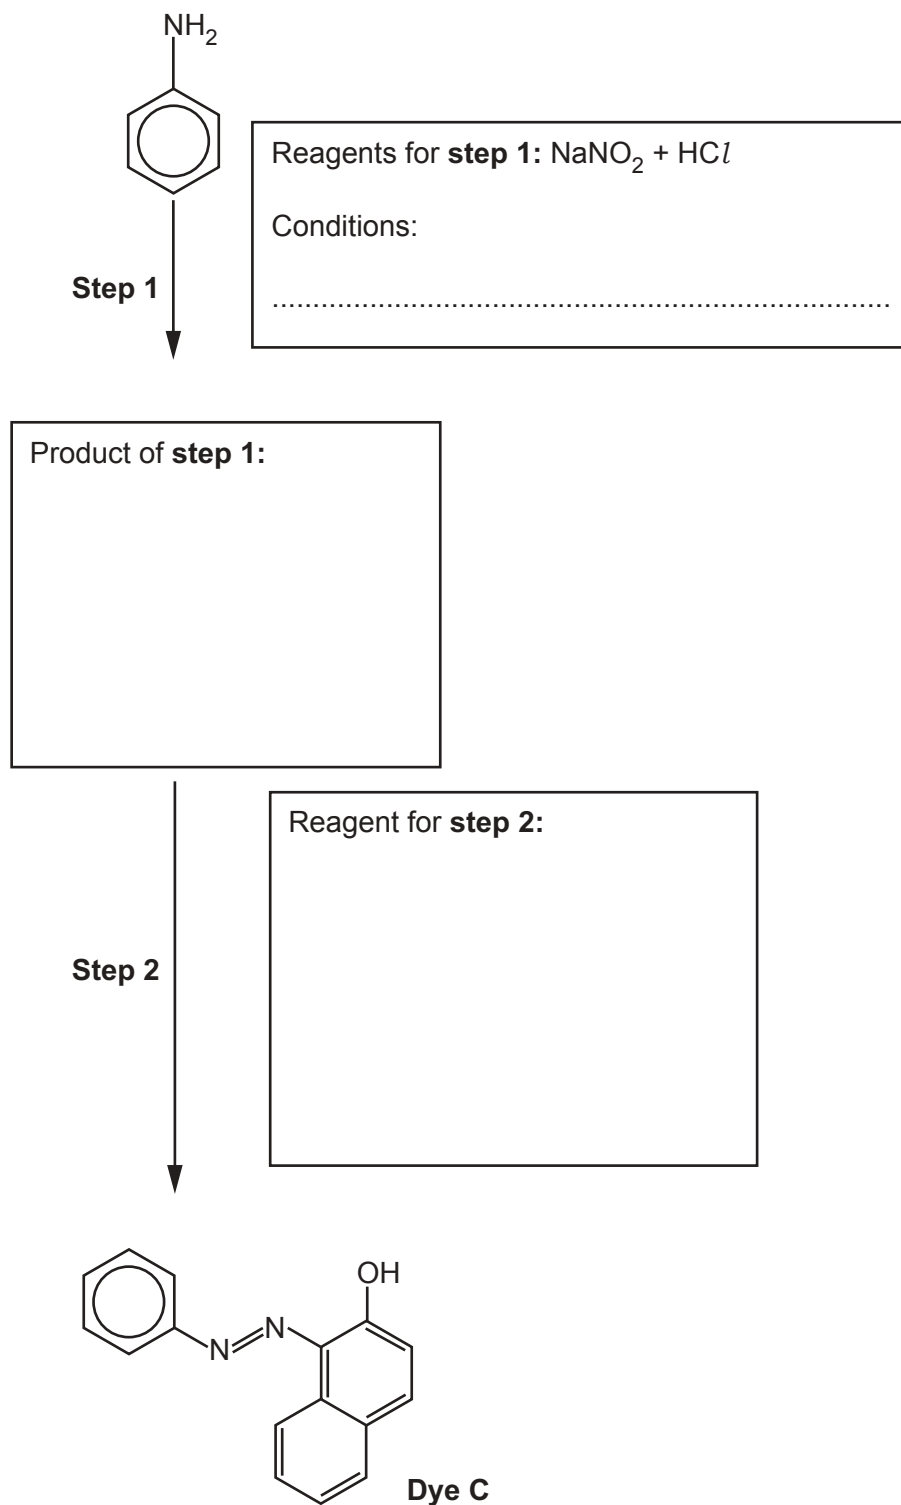 NH2
Reagents for step 1: NaNO2 + HCl
Conditions:
Step 1
.............................................................................
Product of step 1:
Reagent for step 2:
Step 2
OH
N
N
Dye C